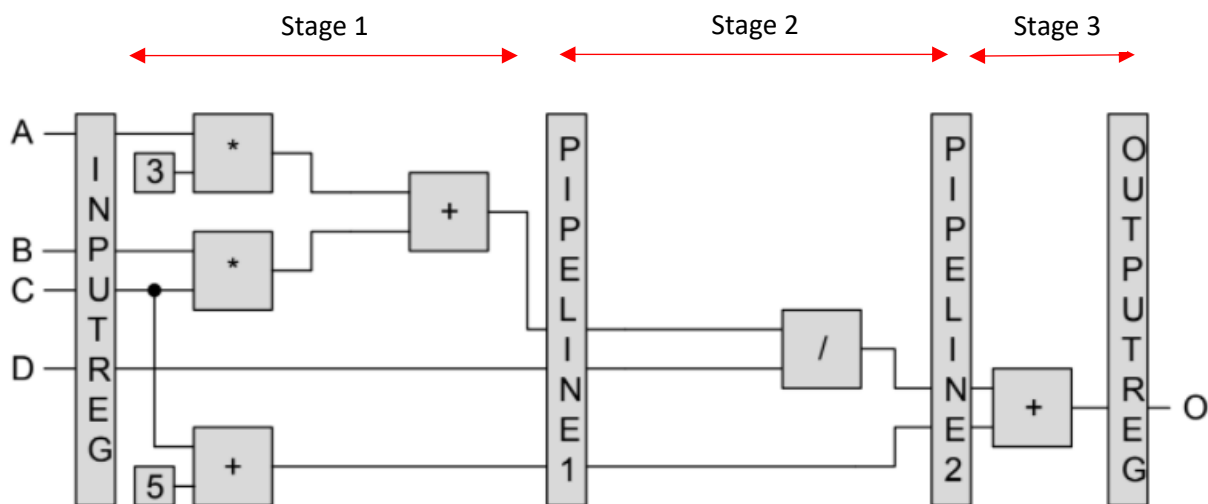 Stage 1
Stage 2
Stage 3
A
B
C
D
INPUTREG
3
*
*
+
5
+
PIPELINE1
/
PIPELINE2
+
OUTPUTREG
O